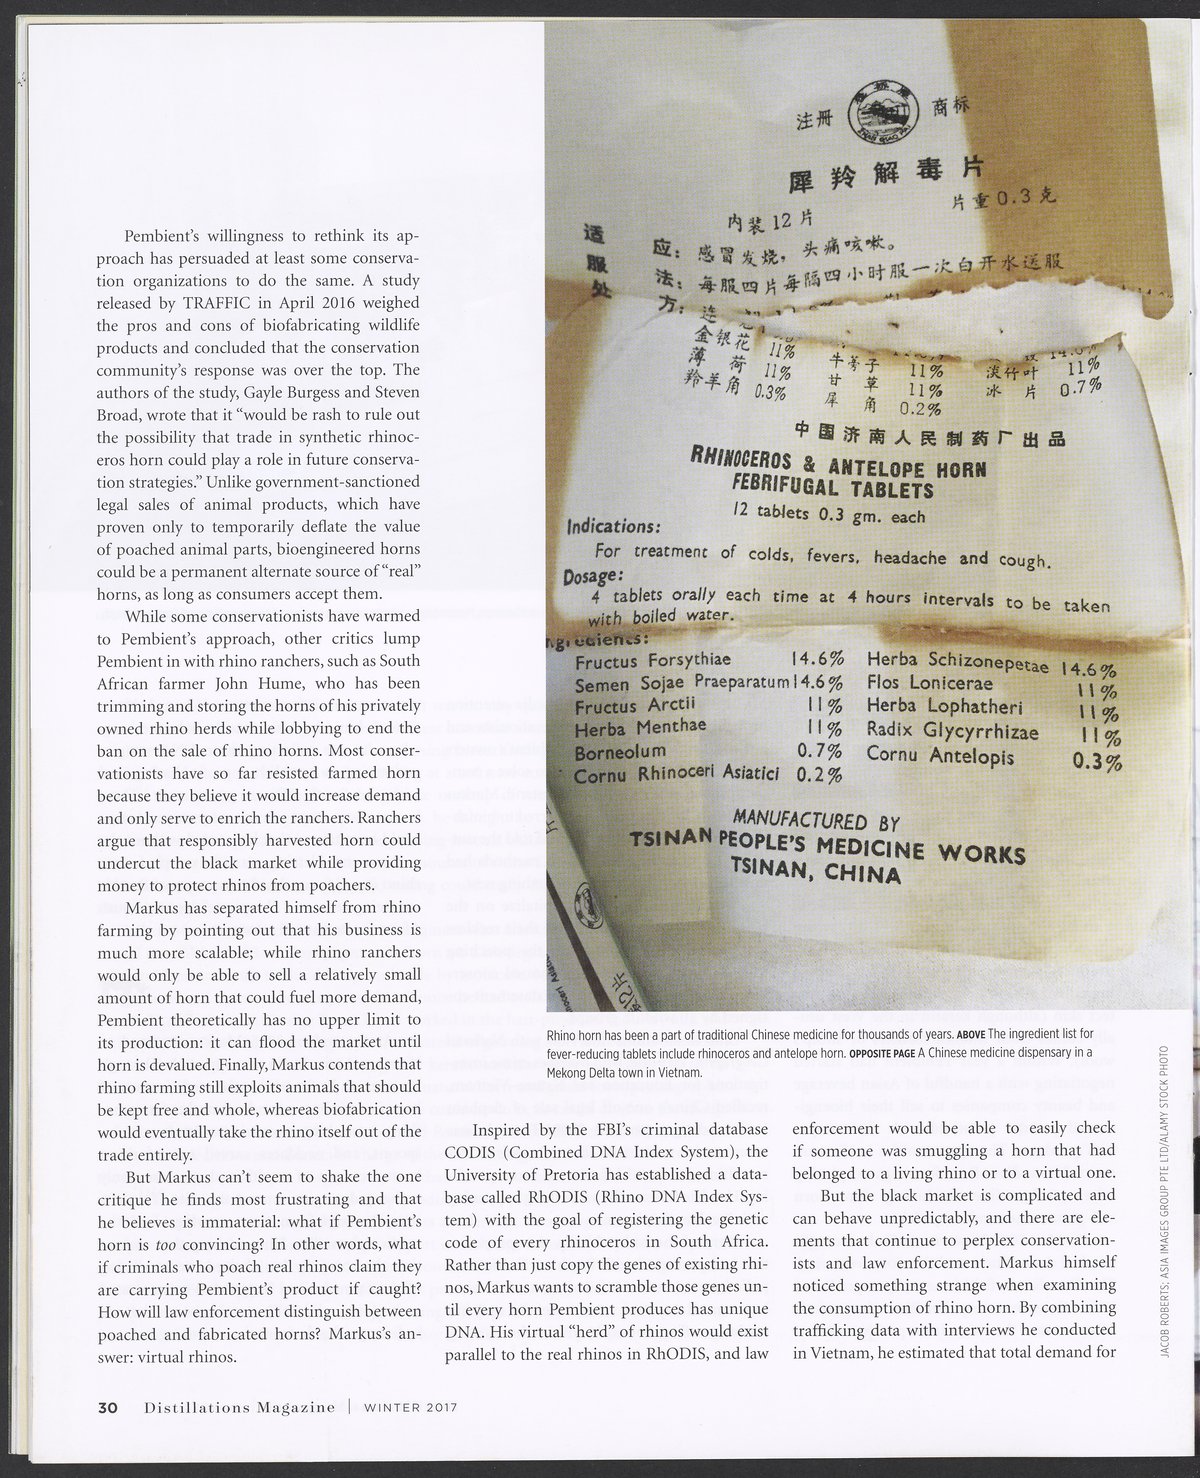 Pembient’s willingness to rethink its ap-
proach has persuaded at least some conserva-
tion organizations to do the same. A study
released by TRAFFIC in April 2016 weighed
the pros and cons of biofabricating wildlife
products and concluded that the conservation
community’s response was over the top. The
authors of the study, Gayle Burgess and Steven
Broad, wrote that it “would be rash to rule out
the possibility that trade in synthetic rhinoc-
eros horn could play a role in future conserva-
tion strategies.” Unlike government-sanctioned
legal sales of animal products, which have
proven only to temporarily deflate the value
of poached animal parts, bioengineered horns
could be a permanent alternate source of “real”
horns, as long as consumers accept them.
While some conservationists have warmed
to Pembient’s approach, other critics lump
Pembient in with rhino ranchers, such as South
African farmer John Hume, who has been
trimming and storing the horns of his privately
owned rhino herds while lobbying to end the
ban on the sale of rhino horns. Most conser-
vationists have so far resisted farmed horn
because they believe it would increase demand
and only serve to enrich the ranchers. Ranchers
argue that responsibly harvested horn could
undercut the black market while providing
money to protect rhinos from poachers.
Markus has separated himself from rhino
farming by pointing out that his business is
much more scalable; while rhino ranchers
would only be able to sell a relatively small
amount of horn that could fuel more demand,
Pembient theoretically has no upper limit to
its production: it can flood the market until
horn is devalued. Finally, Markus contends that
rhino farming still exploits animals that should
be kept free and whole, whereas biofabrication
would eventually take the rhino itself out of the
trade entirely.
But Markus can’t seem to shake the one
critique he finds most frustrating and that
he believes is immaterial: what if Pembient’s
horn is too convincing? In other words, what
if criminals who poach real rhinos claim they
are carrying Pembient’s product if caught?
How will law enforcement distinguish between
poached and fabricated horns? Markus’s an-
swer: virtual rhinos.
注册 商标
犀羚解毒片
片重0.3克
内装12片
适应: 感冒发烧，头痛咳嗽。
服法: 每服四片每隔四小时服一次白开水送服
处方: 连
金银花 11% 牛蒡子 11% 淡竹叶 11%
薄荷 11% 甘草 11% 冰片 0.7%
羚羊角 0.3% 犀角 0.2%
中国济南人民制药厂出品
RHINOCEROS & ANTELOPE HORN
FEBRIFUGAL TABLETS
12 tablets 0.3 gm. each
Indications:
For treatment of colds, fevers, headache and cough.
Dosage:
4 tablets orally each time at 4 hours intervals to be taken
with boiled water.
Ingredients:
Fructus Forsythiae 14.6% Herba Schizonepetae 14.6%
Semen Sojae Praeparatum 14.6% Flos Lonicerae 11%
Fructus Arctii 11% Herba Lophatheri 11%
Herba Menthae 11% Radix Glycyrrhizae 11%
Borneolum 0.7% Cornu Antelopis 0.3%
Cornu Rhinoceri Asiatici 0.2%
MANUFACTURED BY
TSINAN PEOPLE'S MEDICINE WORKS
TSINAN, CHINA
Rhino horn has been a part of traditional Chinese medicine for thousands of years. ABOVE The ingredient list for
fever-reducing tablets include rhinoceros and antelope horn. OPPOSITE PAGE A Chinese medicine dispensary in a
Mekong Delta town in Vietnam.
JACOB ROBERTS; ASIA IMAGES GROUP PTE LTD/ALAMY STOCK PHOTO
Inspired by the FBI’s criminal database
CODIS (Combined DNA Index System), the
University of Pretoria has established a data-
base called RhODIS (Rhino DNA Index Sys-
tem) with the goal of registering the genetic
code of every rhinoceros in South Africa.
Rather than just copy the genes of existing rhi-
nos, Markus wants to scramble those genes un-
til every horn Pembient produces has unique
DNA. His virtual “herd” of rhinos would exist
parallel to the real rhinos in RhODIS, and law
enforcement would be able to easily check
if someone was smuggling a horn that had
belonged to a living rhino or to a virtual one.
But the black market is complicated and
can behave unpredictably, and there are ele-
ments that continue to perplex conservation-
ists and law enforcement. Markus himself
noticed something strange when examining
the consumption of rhino horn. By combining
trafficking data with interviews he conducted
in Vietnam, he estimated that total demand for
30 Distillations Magazine | WINTER 2017